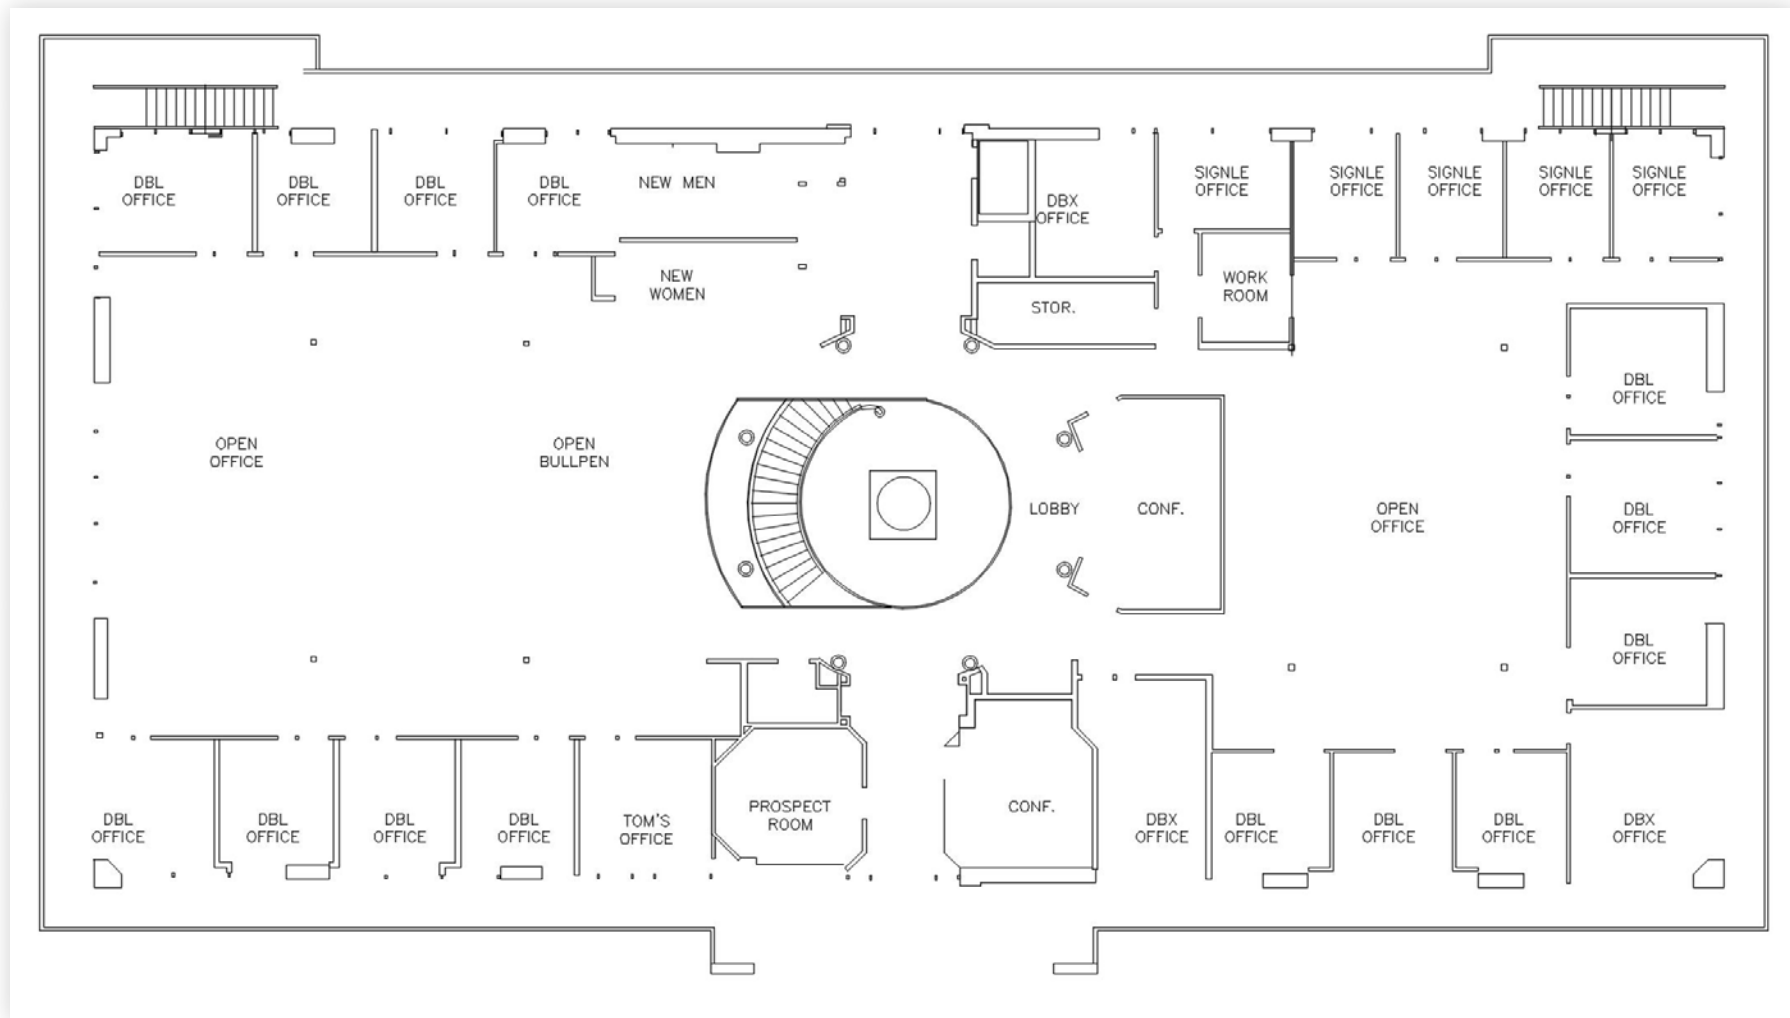 DBL
OFFICE
DBL
OFFICE
DBL
OFFICE
DBL
OFFICE
NEW MEN
DBX
OFFICE
SIGNLE
OFFICE
SIGNLE
OFFICE
SIGNLE
OFFICE
SIGNLE
OFFICE
SIGNLE
OFFICE
NEW
WOMEN
STOR.
WORK
ROOM
DBL
OFFICE
OPEN
OFFICE
OPEN
BULLPEN
LOBBY
CONF.
OPEN
OFFICE
DBL
OFFICE
DBL
OFFICE
DBL
OFFICE
DBL
OFFICE
DBL
OFFICE
DBL
OFFICE
TOM'S
OFFICE
PROSPECT
ROOM
CONF.
DBX
OFFICE
DBL
OFFICE
DBL
OFFICE
DBL
OFFICE
DBX
OFFICE